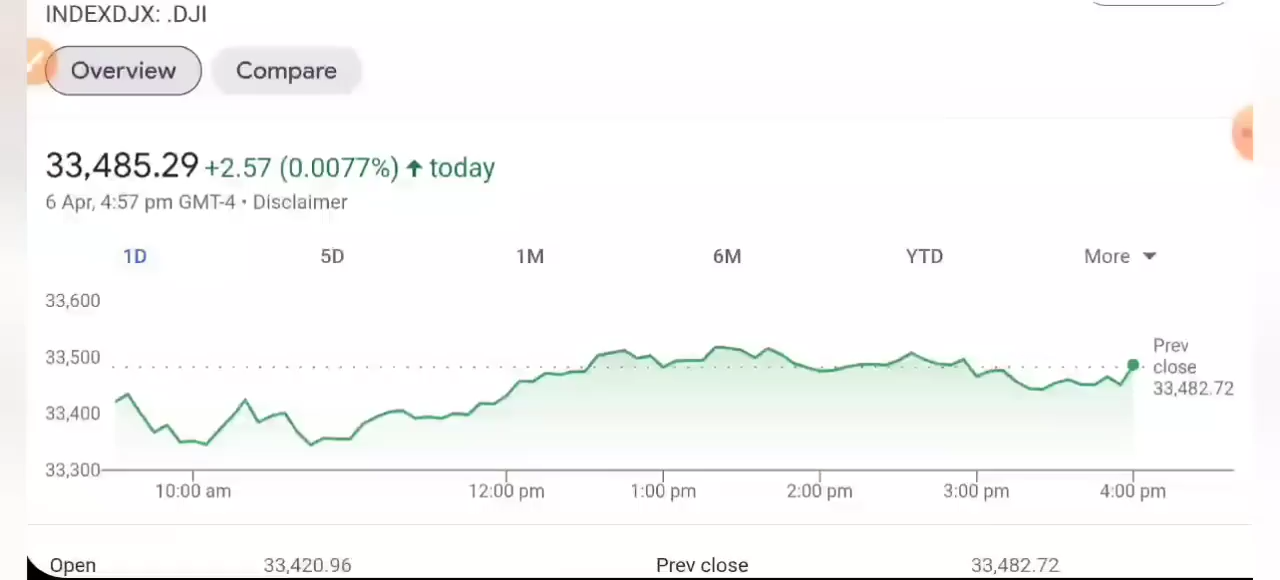 INDEXDJX: .DJI
Overview Compare
33,485.29 +2.57 (0.0077%) ↑ today
6 Apr, 4:57 pm GMT-4 • Disclaimer
1D 5D 1M 6M YTD More
33,600
33,500
33,400
33,300
Prev
close
33,482.72
10:00 am 12:00 pm 1:00 pm 2:00 pm 3:00 pm 4:00 pm
Open 33,420.96 Prev close 33,482.72